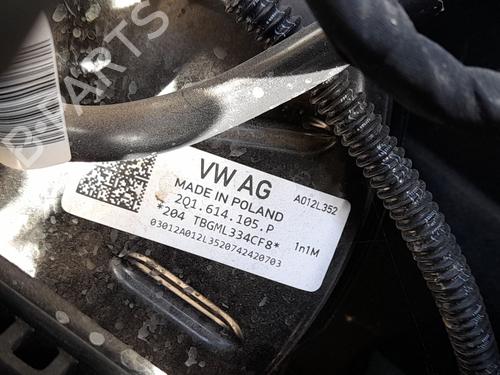 B-PARTS
VW AG
A012L352
MADE IN POLAND
2Q1.614.105.P
*204 TBGML334CF8*
1n1M
03012A012L3520742420703